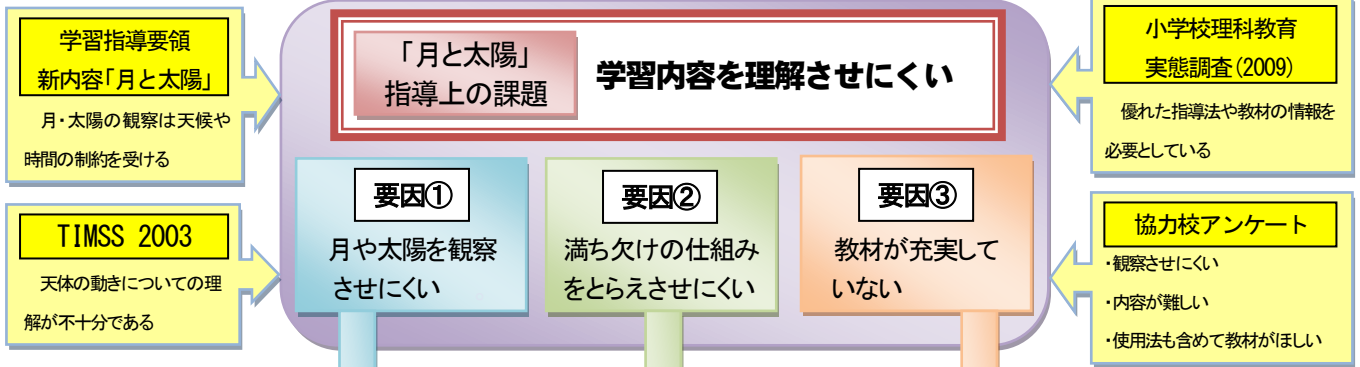 学習指導要領
新内容「月と太陽」
月・太陽の観察は天候や
時間の制約を受ける
TIMSS 2003
天体の動きについての理
解が不十分である
「月と太陽」
指導上の課題
学習内容を理解させにくい
要因①
月や太陽を観察
させにくい
要因②
満ち欠けの仕組み
をとらえさせにくい
要因③
教材が充実して
いない
小学校理科教育
実態調査(2009)
優れた指導法や教材の情報を
必要としている
協力校アンケート
・観察させにくい
・内容が難しい
・使用法も含めて教材がほしい